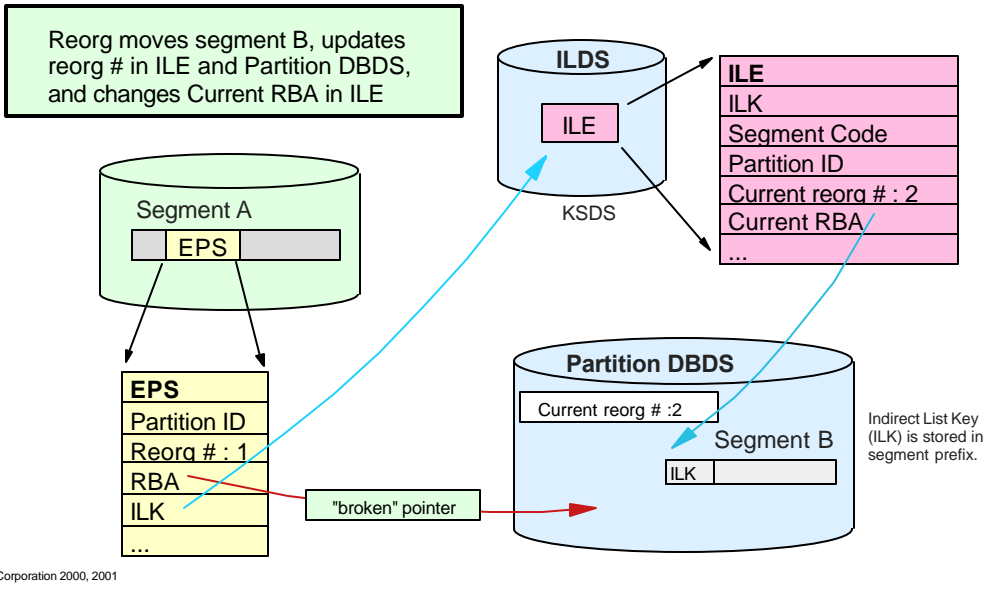 Reorg moves segment B, updates
reorg # in ILE and Partition DBDS,
and changes Current RBA in ILE
ILDS
ILE
KSDS
ILE
ILK
Segment Code
Partition ID
Current reorg # : 2
Current RBA
...
Segment A
EPS
EPS
Partition ID
Reorg # : 1
RBA
ILK
...
"broken" pointer
Partition DBDS
Current reorg # :2
Segment B
ILK
Indirect List Key
(ILK) is stored in
segment prefix.
Corporation 2000, 2001